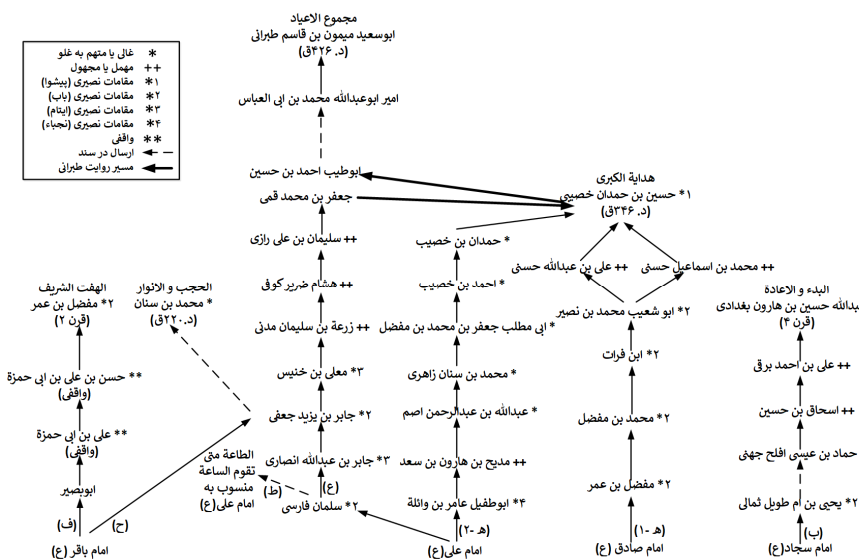 مجموع الاعیاد
ابوسعید میمون بن قاسم طبرانی
(د. ۴۲۶ق)
* غالی یا متهم به غلو
++ مهمل یا مجهول
*۱ مقامات نصیری (پیشوا)
*۲ مقامات نصیری (باب)
*۳ مقامات نصیری (ایتام)
*۴ مقامات نصیری (نجباء)
** واقفی
ارسال در سند
مسیر روایت طبرانی
امیر ابوعبدالله محمد بن ابی العباس
ابوطیب احمد بن حسین
جعفر بن محمد قمی
++ سلیمان بن علی رازی
++ هشام ضریر کوفی
++ زرعة بن سلیمان مدنی
*۳ معلی بن خنیس
*۲ جابر بن یزید جعفی
*۳ جابر بن عبدالله انصاری
(ع)
*۲ سلمان فارسی
هدایة الکبری
*۱ حسین بن حمدان خصیبی
(د. ۳۴۶ق)
* حمدان بن خصیب
* احمد بن خصیب
* ابی مطلب جعفر بن محمد بن مفضل
* محمد بن سنان زاهری
* عبدالله بن عبدالرحمن اصم
++ مدیح بن هارون بن سعد
*۴ ابوطفیل عامر بن واثلة
(هـ -۲)
امام علی(ع)
++ علی بن عبدالله حسنی
++ محمد بن اسماعیل حسنی
*۲ ابو شعیب محمد بن نصیر
*۲ ابن فرات
*۲ محمد بن مفضل
*۲ مفضل بن عمر
(هـ -۱)
امام صادق (ع)
البدء و الاعادة
عبدالله حسین بن هارون بغدادی
(قرن ۴)
++ علی بن احمد برقی
++ اسحاق بن حسین
حماد بن عیسی افلح جهنی
*۲ یحیی بن ام طویل ثمالی
(ب)
امام سجاد(ع)
الحجب و الانوار
* محمد بن سنان
(د.۲۲۰ق)
الطاعة متی
تقوم الساعة
منسوب به
امام علی(ع)
(ط)
الهفت الشریف
*۲ مفضل بن عمر
(قرن ۲)
** حسن بن علی بن ابی حمزة
(واقفی)
** علی بن ابی حمزة
(واقفی)
ابوبصیر
(ف)
(ح)
امام باقر (ع)